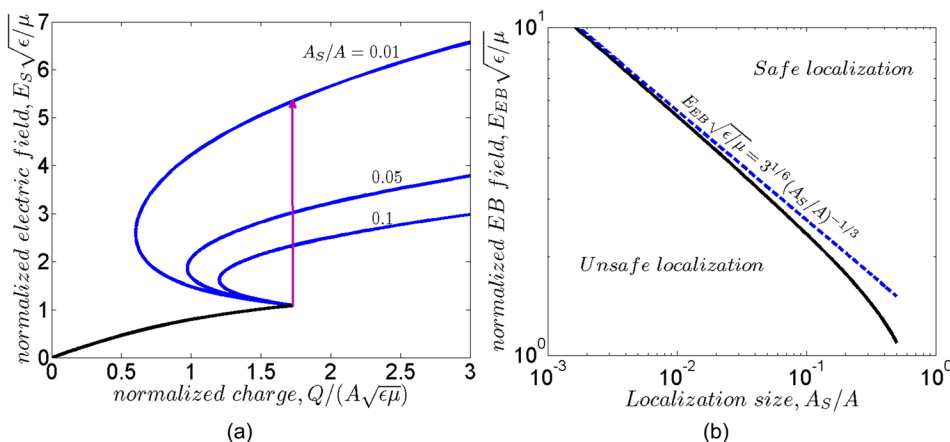 normalized electric field, E_S√ϵ/μ
7
6
5
4
3
2
1
0
A_S/A = 0.01
0.05
0.1
0 0.5 1 1.5 2 2.5 3
normalized charge, Q/(A√ϵμ)
(a)
normalized EB field, E_EB√ϵ/μ
10^1
10^0
Safe localization
E_EB√ϵ/μ = 3^1/6(A_S/A)^−1/3
Unsafe localization
10^-3 10^-2 10^-1 10^0
Localization size, A_S/A
(b)